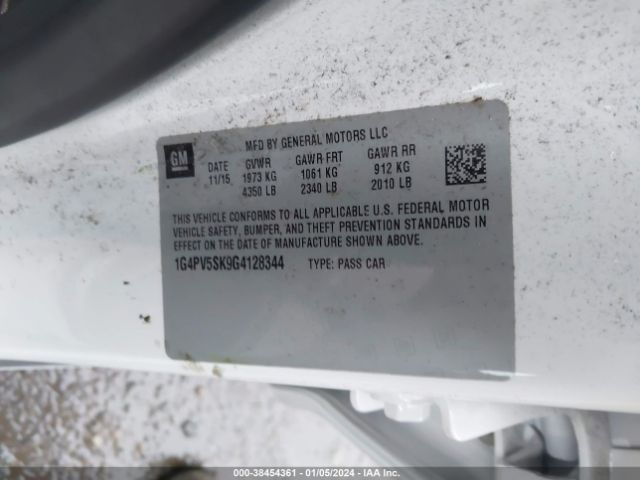 MFD BY GENERAL MOTORS LLC
GM
DATE GVWR GAWR FRT GAWR RR
11/15 1973 KG 1061 KG 912 KG
4350 LB 2340 LB 2010 LB
THIS VEHICLE CONFORMS TO ALL APPLICABLE U.S. FEDERAL MOTOR
VEHICLE SAFETY, BUMPER, AND THEFT PREVENTION STANDARDS IN
EFFECT ON THE DATE OF MANUFACTURE SHOWN ABOVE.
1G4PV5SK9G4128344 TYPE: PASS CAR
000-38454361 - 01/05/2024 - IAA Inc.